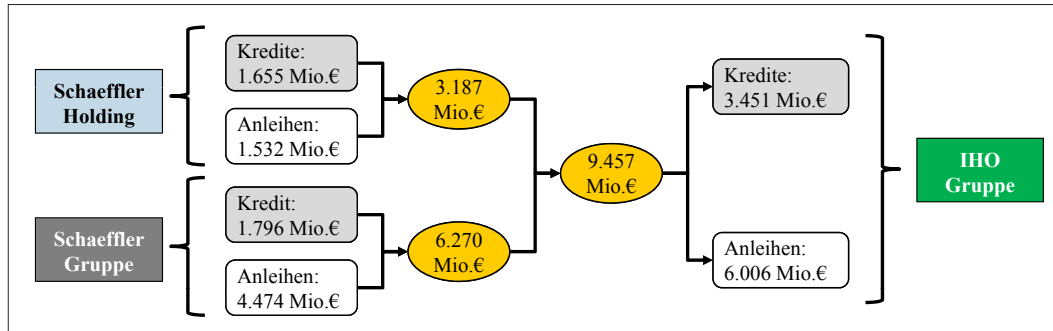 Schaeffler
Holding
Kredite:
1.655 Mio.€
Anleihen:
1.532 Mio.€
3.187
Mio.€
Schaeffler
Gruppe
Kredit:
1.796 Mio.€
Anleihen:
4.474 Mio.€
6.270
Mio.€
9.457
Mio.€
Kredite:
3.451 Mio.€
Anleihen:
6.006 Mio.€
IHO
Gruppe